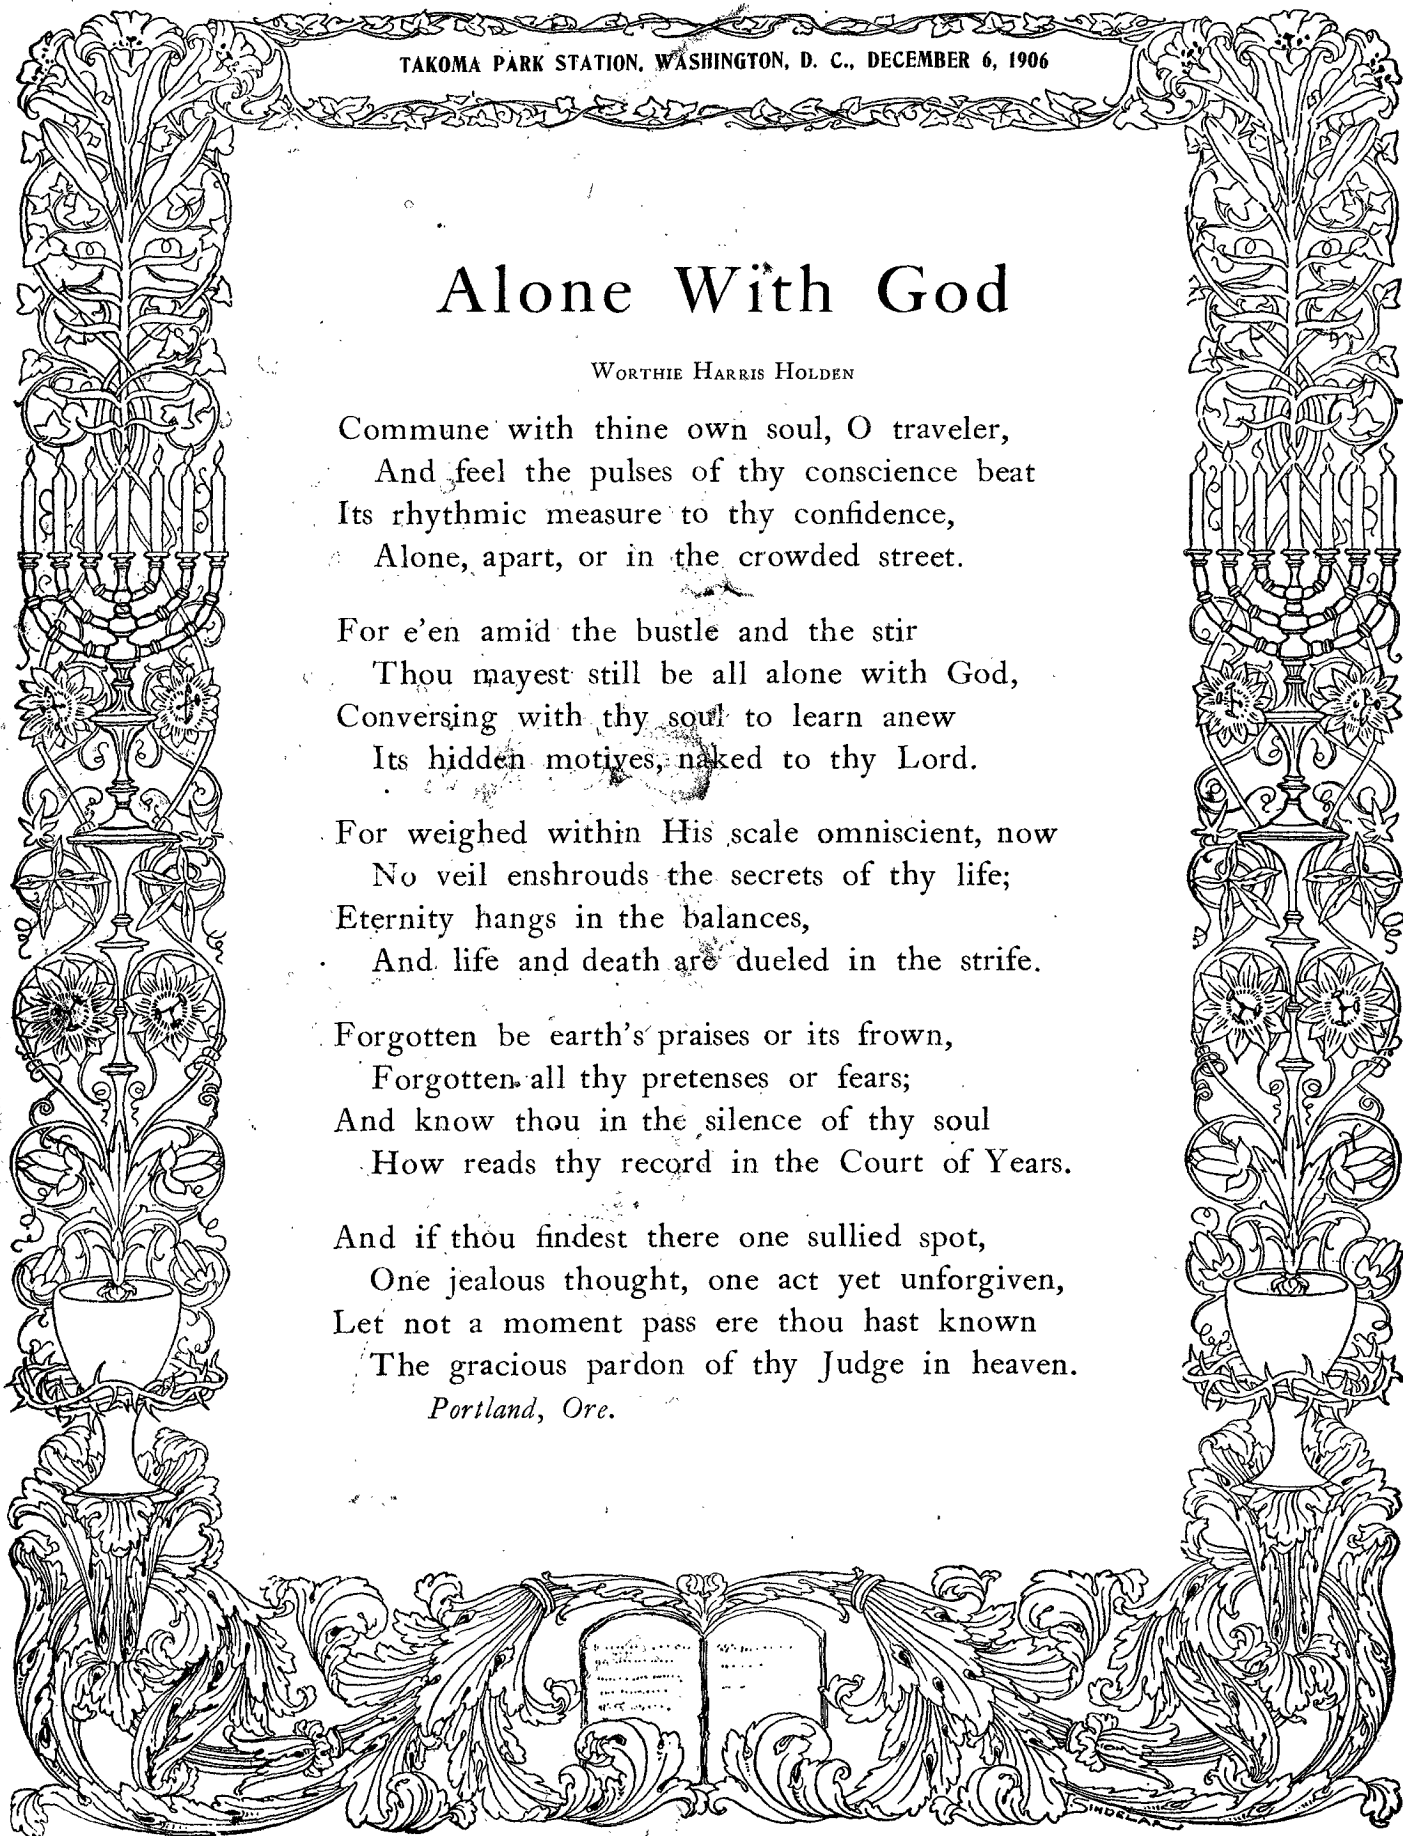 TAKOMA PARK STATION, WASHINGTON, D. C., DECEMBER 6, 1906
Alone With God
WORTHIE HARRIS HOLDEN
Commune with thine own soul, O traveler,
And feel the pulses of thy conscience beat
Its rhythmic measure to thy confidence,
Alone, apart, or in the crowded street.
For e'en amid the bustle and the stir
Thou mayest still be all alone with God,
Conversing with thy soul to learn anew
Its hidden motives, naked to thy Lord.
For weighed within His scale omniscient, now
No veil enshrouds the secrets of thy life;
Eternity hangs in the balances,
And life and death are dueled in the strife.
Forgotten be earth's praises or its frown,
Forgotten all thy pretenses or fears;
And know thou in the silence of thy soul
How reads thy record in the Court of Years.
And if thou findest there one sullied spot,
One jealous thought, one act yet unforgiven,
Let not a moment pass ere thou hast known
The gracious pardon of thy Judge in heaven.
Portland, Ore.
SINDELAR